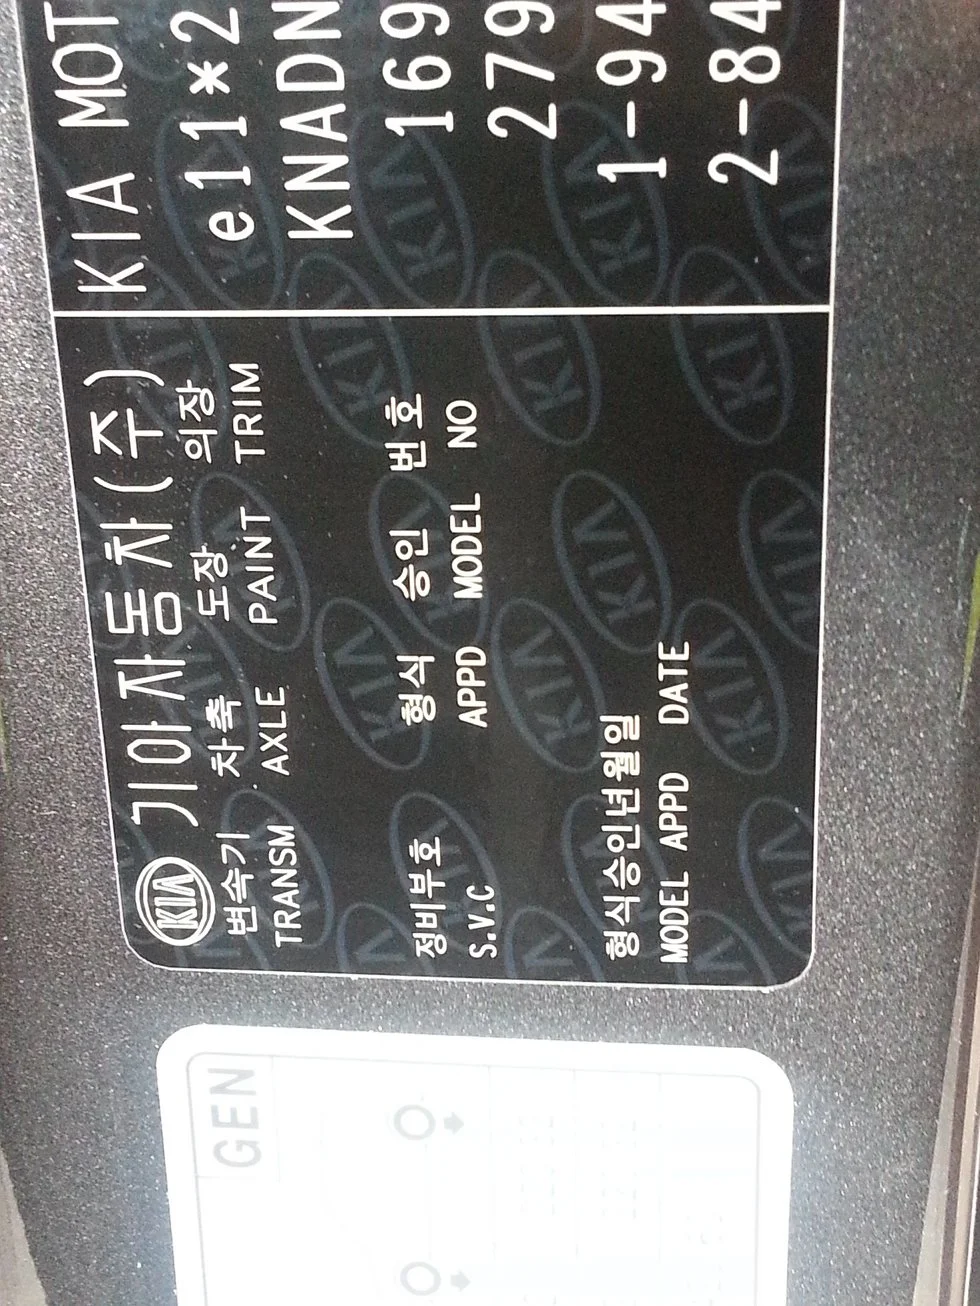 KIA 기아자동차(주)
변속기 차축 도장 의장
TRANSM AXLE PAINT TRIM
정비부호 형식 승인 번호
S.V.C APPD MODEL NO
형식승인년월일
MODEL APPD DATE
KIA MOT
e11*2
KNADN
169
279
1-94
2-84
GEN